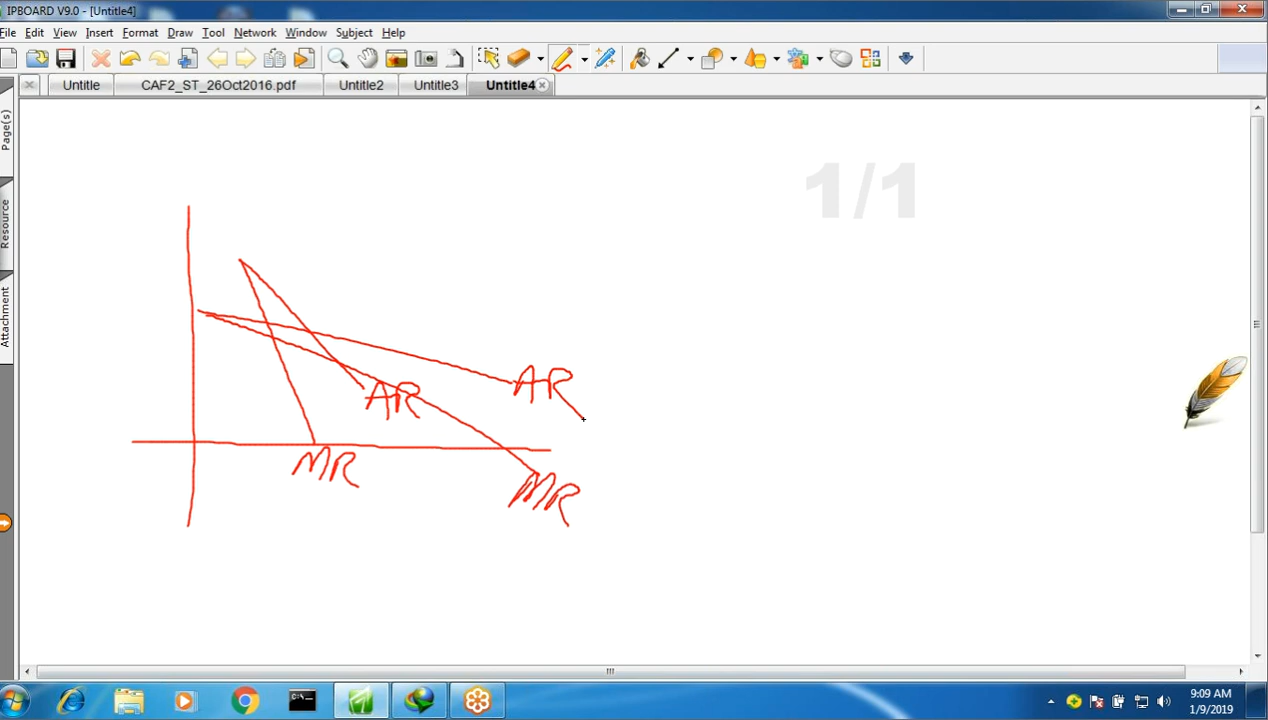 IPBOARD V9.0 - [Untitle4]
File Edit View Insert Format Draw Tool Network Window Subject Help
Untitle CAF2_ST_26Oct2016.pdf Untitle2 Untitle3 Untitle4
Page(s)
Resource
Attachment
1/1
AR
AR
MR
MR
9:09 AM
1/9/2019